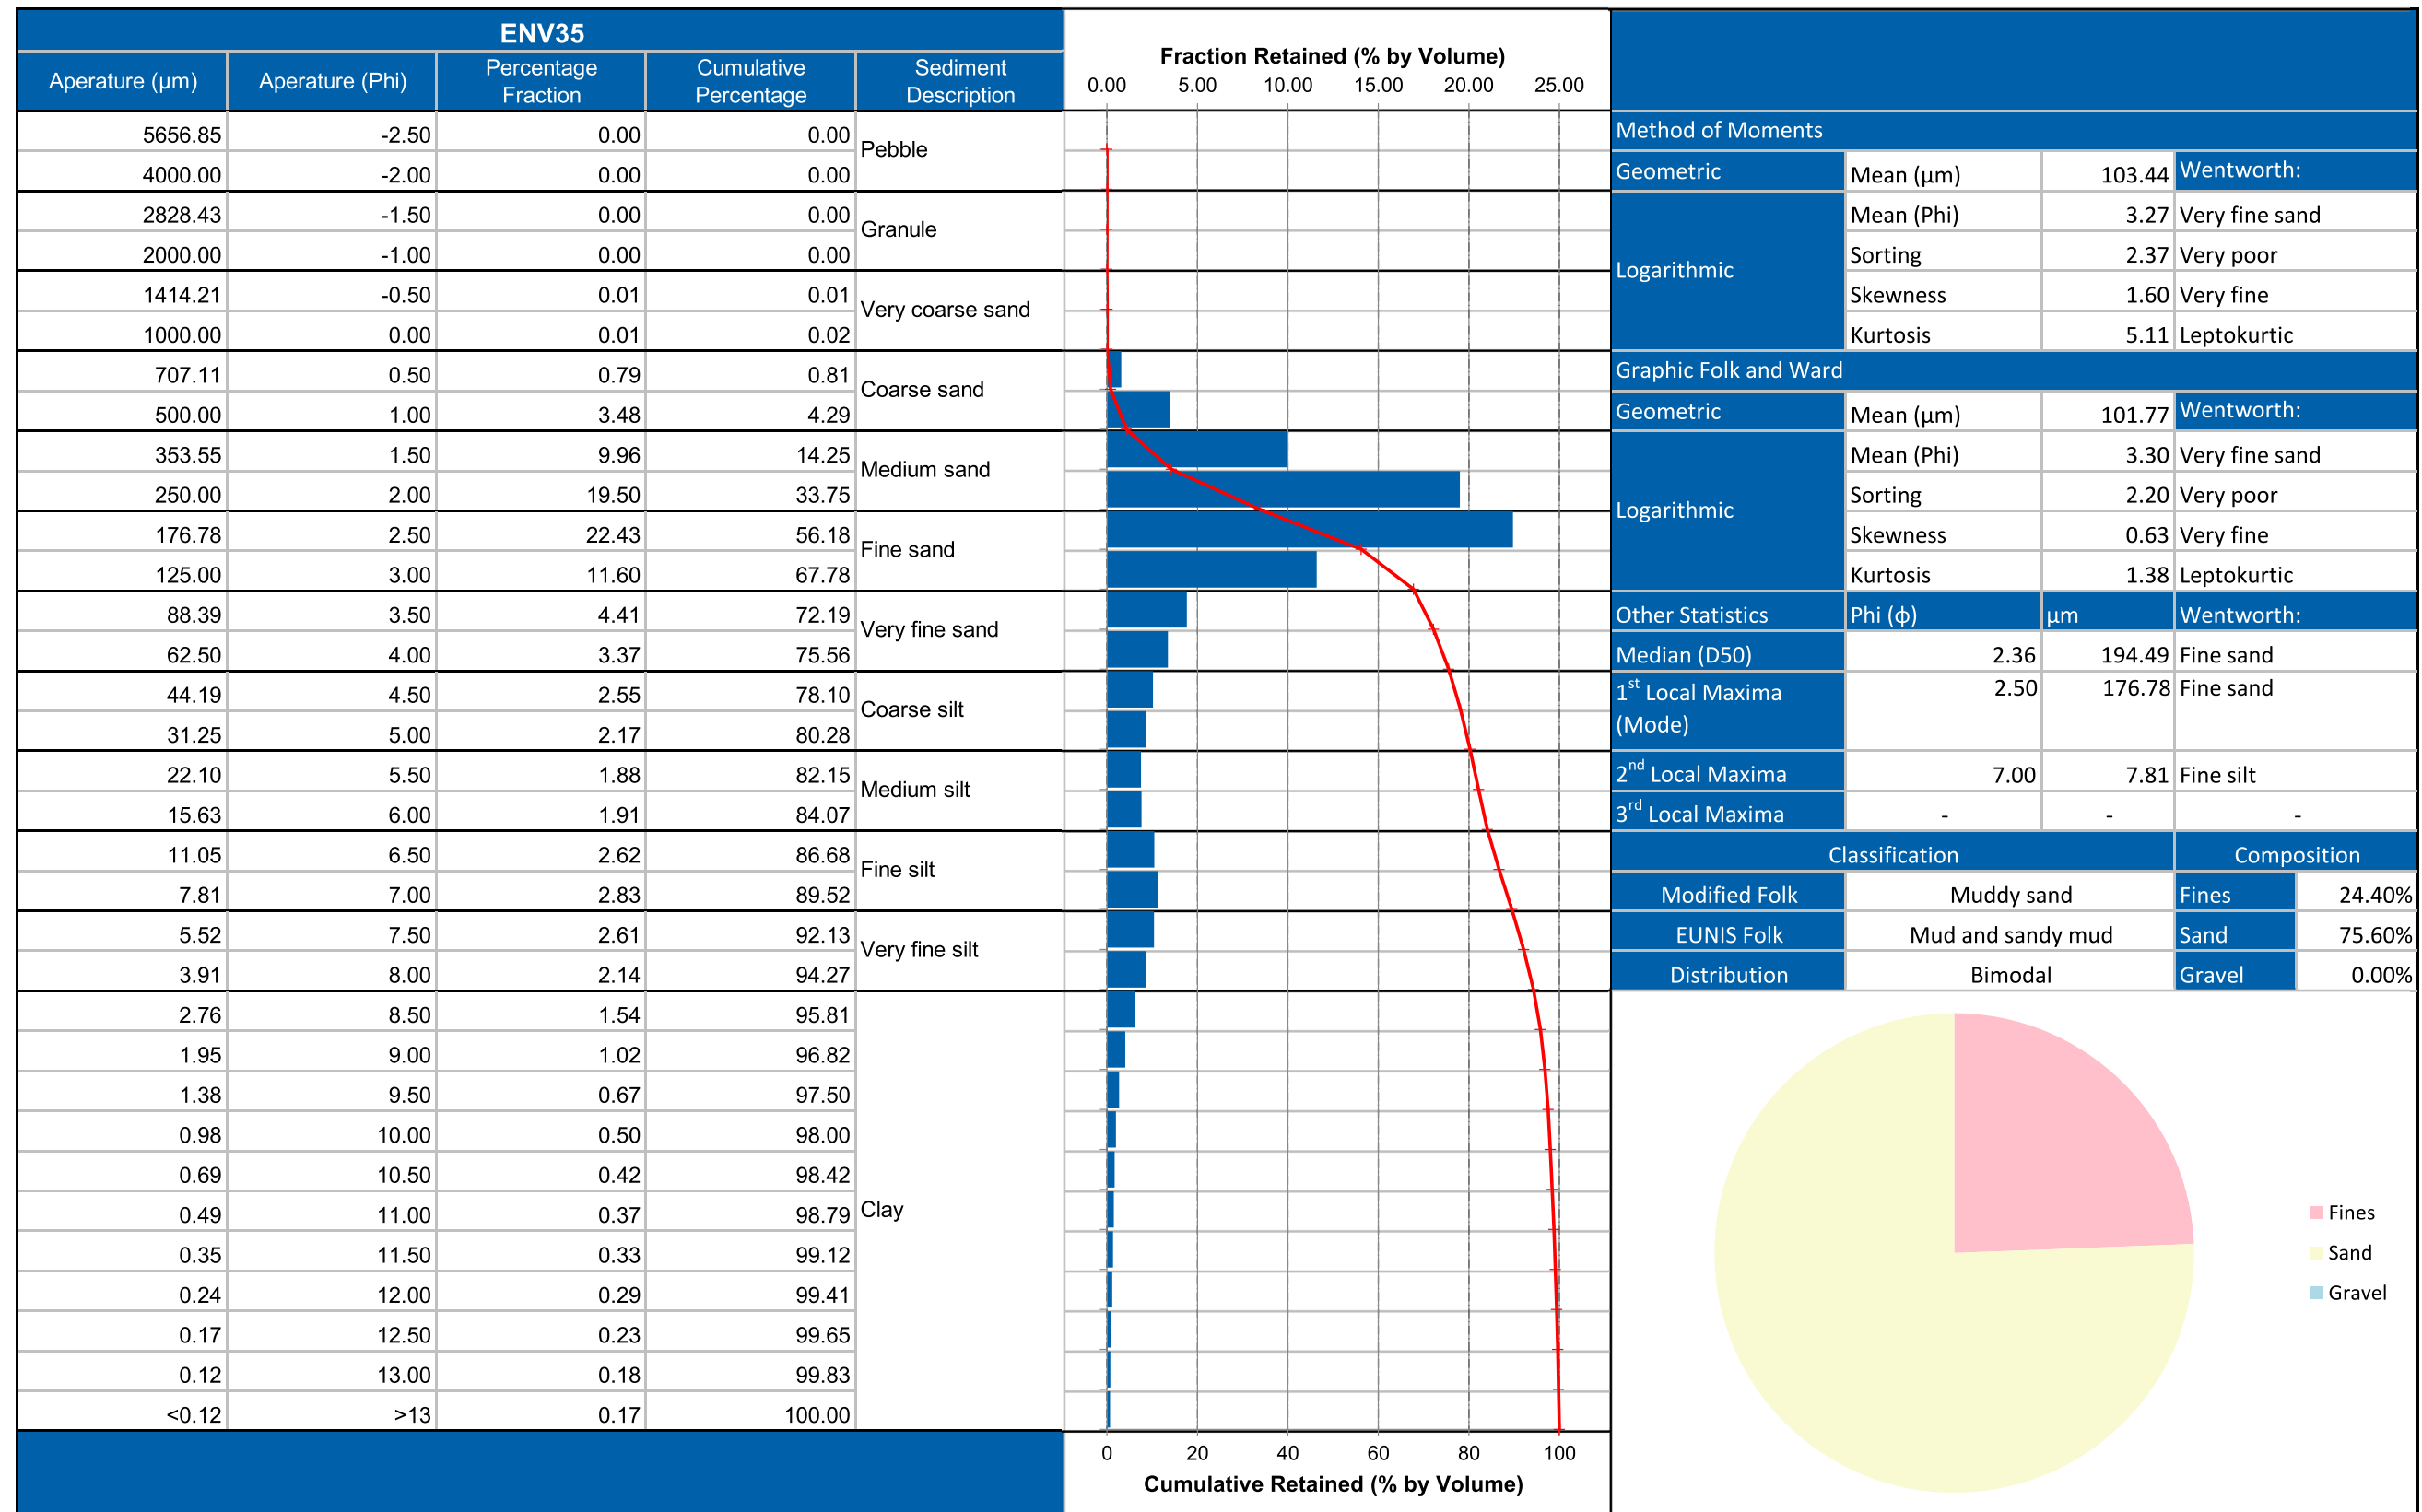 ENV35
Aperature (µm) Aperature (Phi) Percentage Fraction Cumulative Percentage Sediment Description
5656.85 -2.50 0.00 0.00 Pebble
4000.00 -2.00 0.00 0.00
2828.43 -1.50 0.00 0.00 Granule
2000.00 -1.00 0.00 0.00
1414.21 -0.50 0.01 0.01 Very coarse sand
1000.00 0.00 0.01 0.02
707.11 0.50 0.79 0.81 Coarse sand
500.00 1.00 3.48 4.29
353.55 1.50 9.96 14.25 Medium sand
250.00 2.00 19.50 33.75
176.78 2.50 22.43 56.18 Fine sand
125.00 3.00 11.60 67.78
88.39 3.50 4.41 72.19 Very fine sand
62.50 4.00 3.37 75.56
44.19 4.50 2.55 78.10 Coarse silt
31.25 5.00 2.17 80.28
22.10 5.50 1.88 82.15 Medium silt
15.63 6.00 1.91 84.07
11.05 6.50 2.62 86.68 Fine silt
7.81 7.00 2.83 89.52
5.52 7.50 2.61 92.13 Very fine silt
3.91 8.00 2.14 94.27
2.76 8.50 1.54 95.81
1.95 9.00 1.02 96.82
1.38 9.50 0.67 97.50
0.98 10.00 0.50 98.00
0.69 10.50 0.42 98.42
0.49 11.00 0.37 98.79 Clay
0.35 11.50 0.33 99.12
0.24 12.00 0.29 99.41
0.17 12.50 0.23 99.65
0.12 13.00 0.18 99.83
<0.12 >13 0.17 100.00
Fraction Retained (% by Volume)
0.00 5.00 10.00 15.00 20.00 25.00
0 20 40 60 80 100
Cumulative Retained (% by Volume)
Method of Moments
Geometric Mean (µm) 103.44 Wentworth:
Logarithmic Mean (Phi) 3.27 Very fine sand
Sorting 2.37 Very poor
Skewness 1.60 Very fine
Kurtosis 5.11 Leptokurtic
Graphic Folk and Ward
Geometric Mean (µm) 101.77 Wentworth:
Logarithmic Mean (Phi) 3.30 Very fine sand
Sorting 2.20 Very poor
Skewness 0.63 Very fine
Kurtosis 1.38 Leptokurtic
Other Statistics Phi (ϕ) µm Wentworth:
Median (D50) 2.36 194.49 Fine sand
1st Local Maxima (Mode) 2.50 176.78 Fine sand
2nd Local Maxima 7.00 7.81 Fine silt
3rd Local Maxima - - -
Classification Composition
Modified Folk Muddy sand Fines 24.40%
EUNIS Folk Mud and sandy mud Sand 75.60%
Distribution Bimodal Gravel 0.00%
Fines
Sand
Gravel